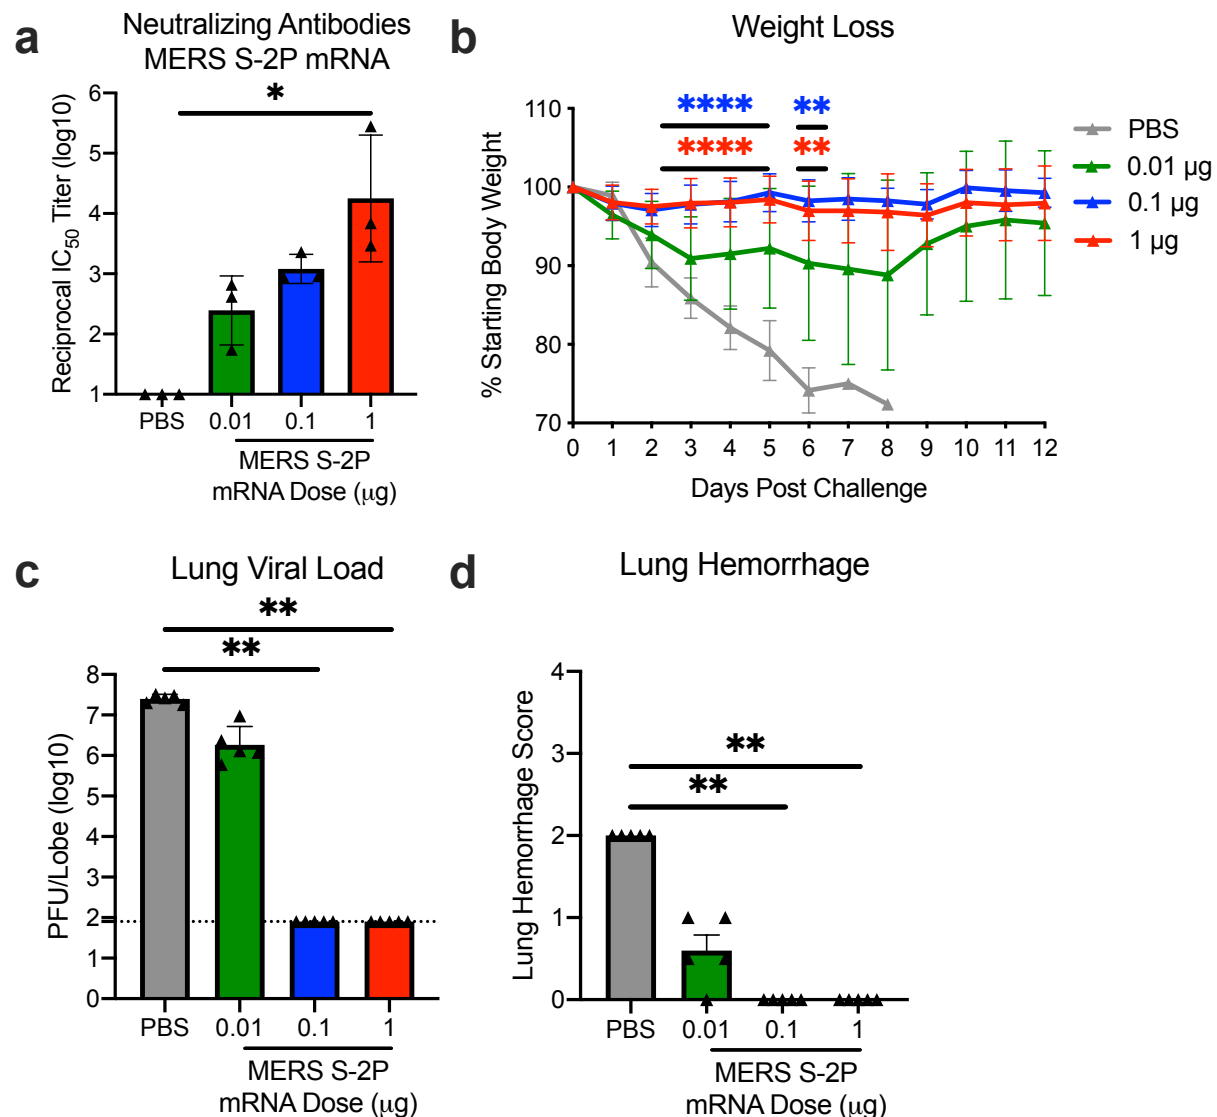 a
Neutralizing Antibodies
MERS S-2P mRNA
*
Reciprocal IC50 Titer (log10)
6
5
4
3
2
1
PBS 0.01 0.1 1
MERS S-2P
mRNA Dose (μg)
b
Weight Loss
**** **
**** **
% Starting Body Weight
110
100
90
80
70
0 1 2 3 4 5 6 7 8 9 10 11 12
Days Post Challenge
PBS
0.01 μg
0.1 μg
1 μg
c
Lung Viral Load
**
**
PFU/Lobe (log10)
8
7
6
5
4
3
2
1
0
PBS 0.01 0.1 1
MERS S-2P
mRNA Dose (μg)
d
Lung Hemorrhage
**
**
Lung Hemorrhage Score
4
3
2
1
0
PBS 0.01 0.1 1
MERS S-2P
mRNA Dose (μg)